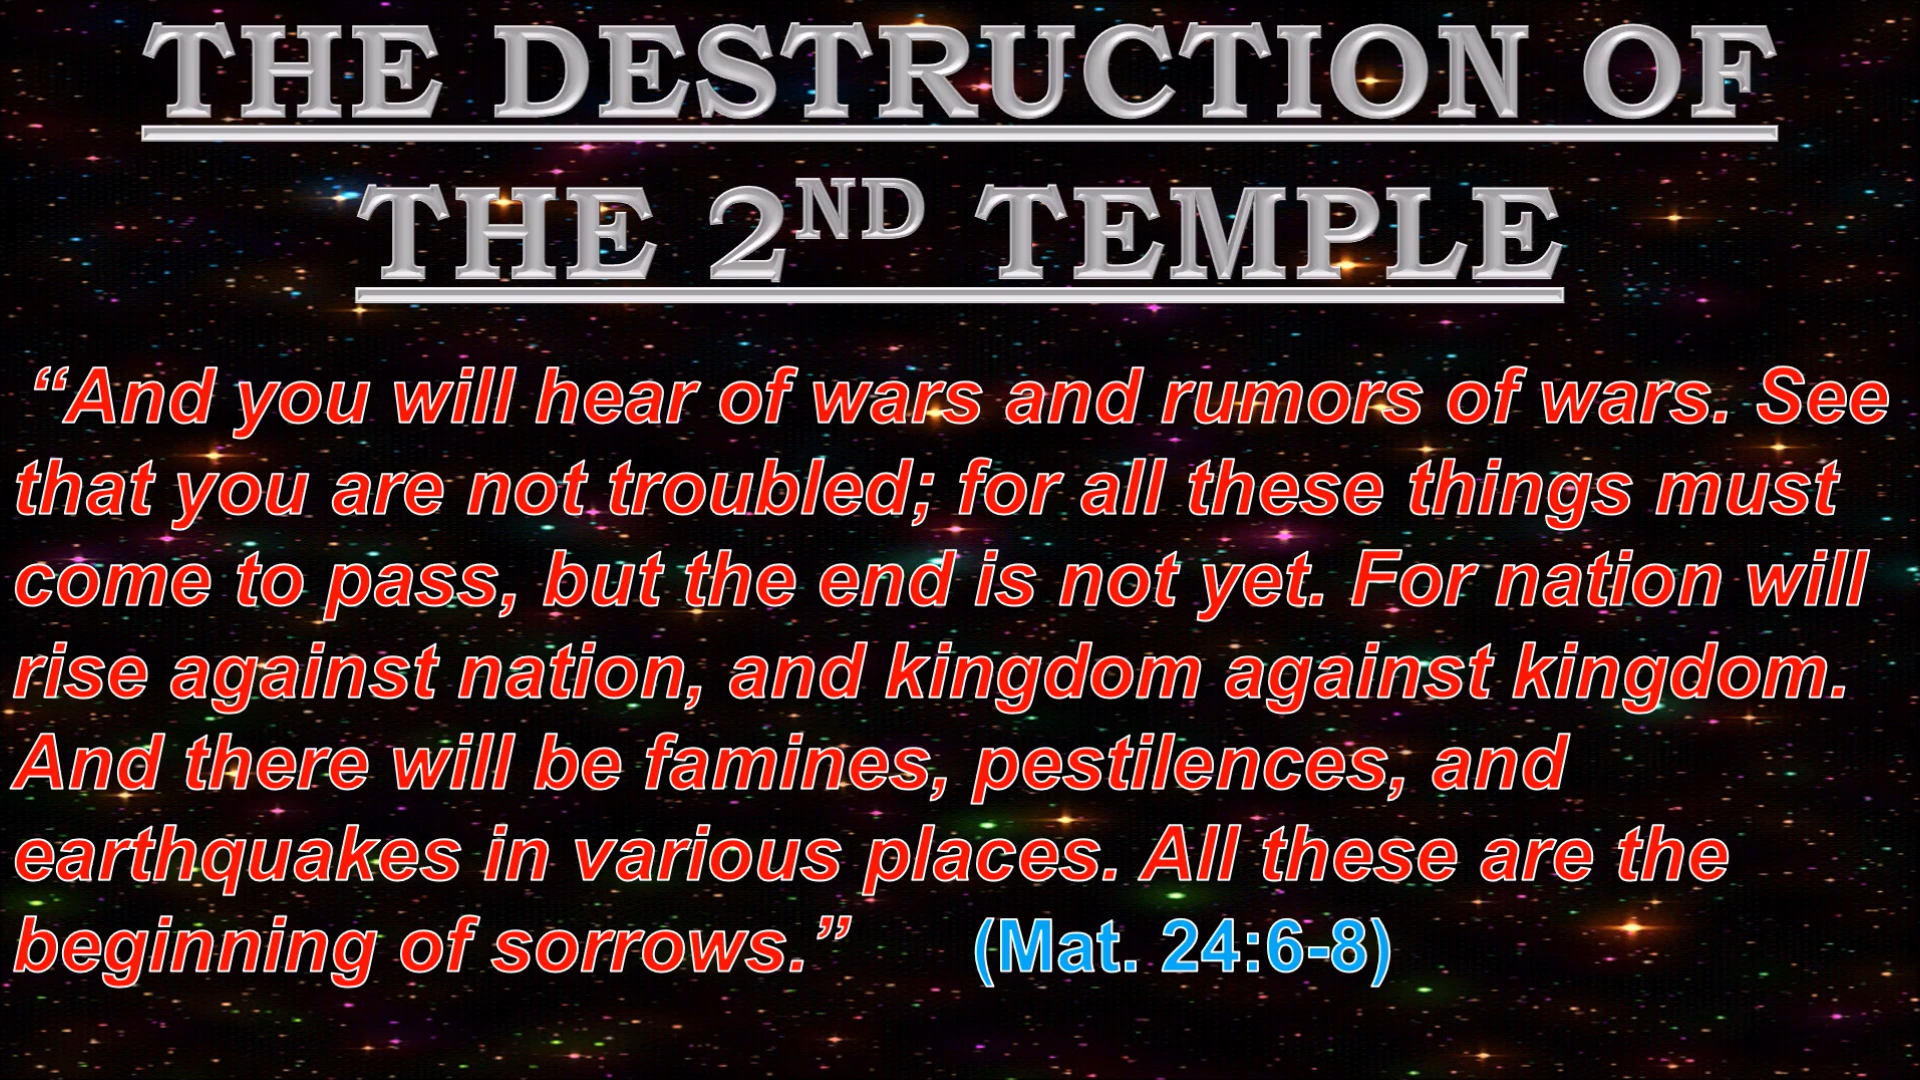 THE DESTRUCTION OF
THE 2ND TEMPLE
“And you will hear of wars and rumors of wars. See
that you are not troubled; for all these things must
come to pass, but the end is not yet. For nation will
rise against nation, and kingdom against kingdom.
And there will be famines, pestilences, and
earthquakes in various places. All these are the
beginning of sorrows.” (Mat. 24:6-8)